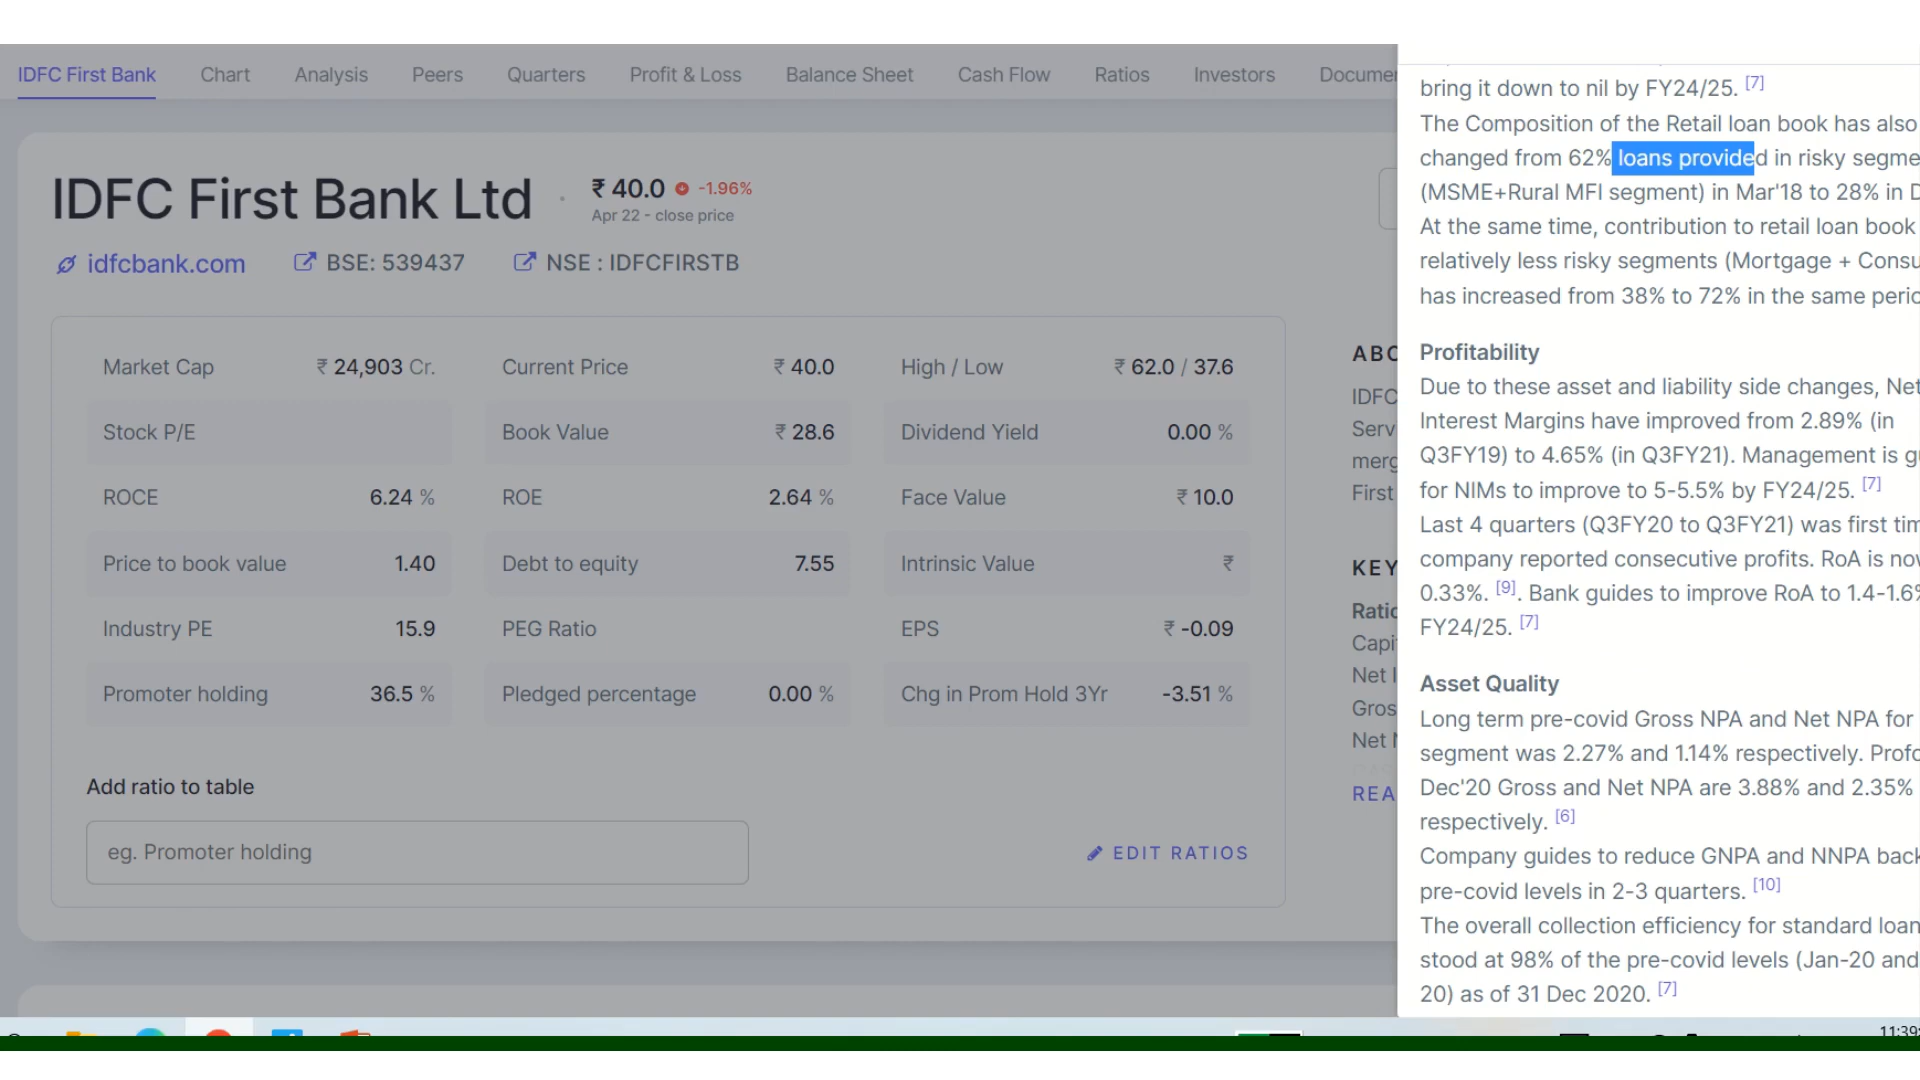 IDFC First Bank Chart Analysis Peers Quarters Profit & Loss Balance Sheet Cash Flow Ratios Investors
IDFC First Bank Ltd
₹ 40.0 -1.96%
Apr 22 - close price
idfcbank.com BSE: 539437 NSE : IDFCFIRSTB
Market Cap ₹ 24,903 Cr. Current Price ₹ 40.0 High / Low ₹ 62.0 / 37.6
Stock P/E Book Value ₹ 28.6 Dividend Yield 0.00 %
ROCE 6.24 % ROE 2.64 % Face Value ₹ 10.0
Price to book value 1.40 Debt to equity 7.55 Intrinsic Value ₹
Industry PE 15.9 PEG Ratio EPS ₹ -0.09
Promoter holding 36.5 % Pledged percentage 0.00 % Chg in Prom Hold 3Yr -3.51 %
Add ratio to table
eg. Promoter holding
EDIT RATIOS
IDFC
First
bring it down to nil by FY24/25. [7]
The Composition of the Retail loan book has also
changed from 62% loans provided in risky
(MSME+Rural MFI segment) in Mar'18 to 28% in
At the same time, contribution to retail loan book
relatively less risky segments (Mortgage +
has increased from 38% to 72% in the same
Profitability
Due to these asset and liability side changes, Net
Interest Margins have improved from 2.89% (in
Q3FY19) to 4.65% (in Q3FY21). Management is
for NIMs to improve to 5-5.5% by FY24/25. [7]
Last 4 quarters (Q3FY20 to Q3FY21) was first
company reported consecutive profits. RoA is
0.33%. [9]. Bank guides to improve RoA to 1.4-1.6%
FY24/25. [7]
Asset Quality
Long term pre-covid Gross NPA and Net NPA for
segment was 2.27% and 1.14% respectively.
Dec'20 Gross and Net NPA are 3.88% and 2.35%
respectively. [6]
Company guides to reduce GNPA and NNPA back
pre-covid levels in 2-3 quarters. [10]
The overall collection efficiency for standard
stood at 98% of the pre-covid levels (Jan-20 and
20) as of 31 Dec 2020. [7]
11:39